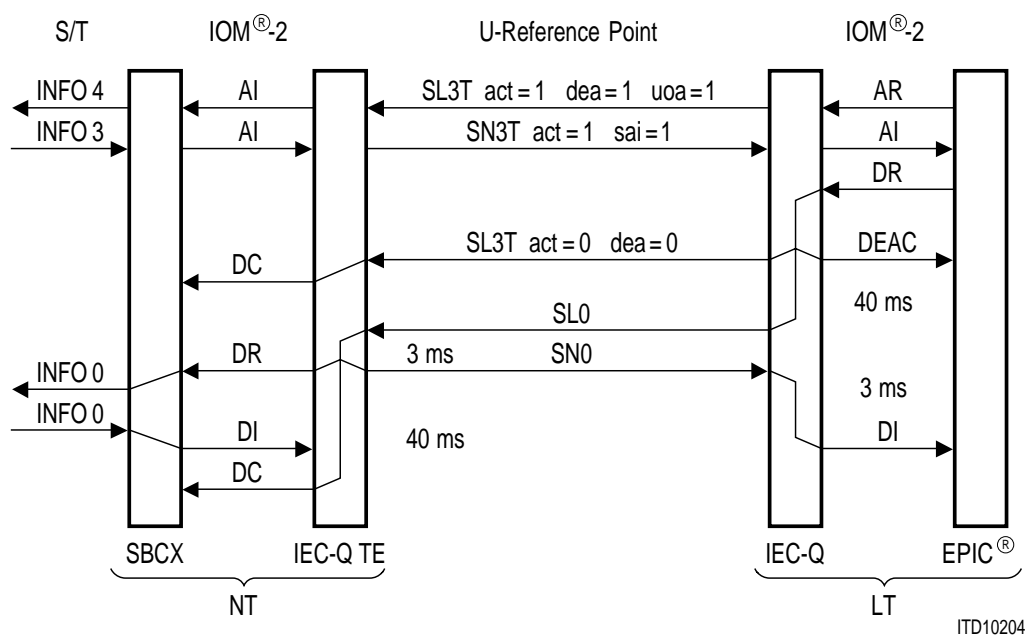 S/T IOM®-2 U-Reference Point IOM®-2
INFO 4 AI SL3T act = 1 dea = 1 uoa = 1 AR
INFO 3 AI SN3T act = 1 sai = 1 AI
DR
SL3T act = 0 dea = 0 DEAC
DC
40 ms
SL0
DR 3 ms SN0
INFO 0
3 ms
INFO 0
DI 40 ms DI
DC
SBCX IEC-Q TE IEC-Q EPIC®
NT LT
ITD10204